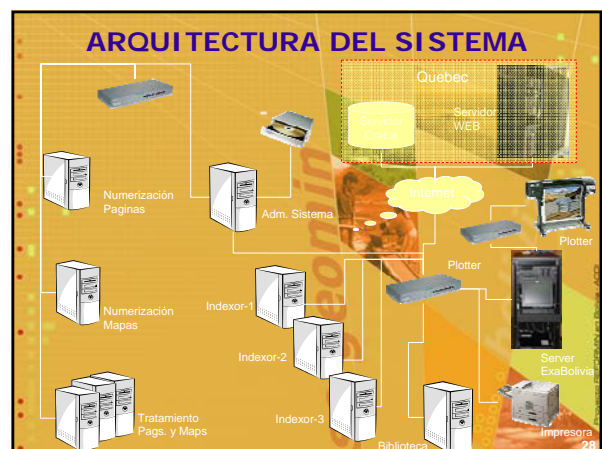 ARQUITECTURA DEL SISTEMA
Quebec
Servidor
WEB
Internet
Numerización
Paginas
Adm. Sistema
Plotter
Plotter
Numerización
Mapas
Indexor-1
Indexor-2
Server
ExaBolivia
Tratamiento
Pags. y Maps
Indexor-3
Biblioteca
Impresora
28